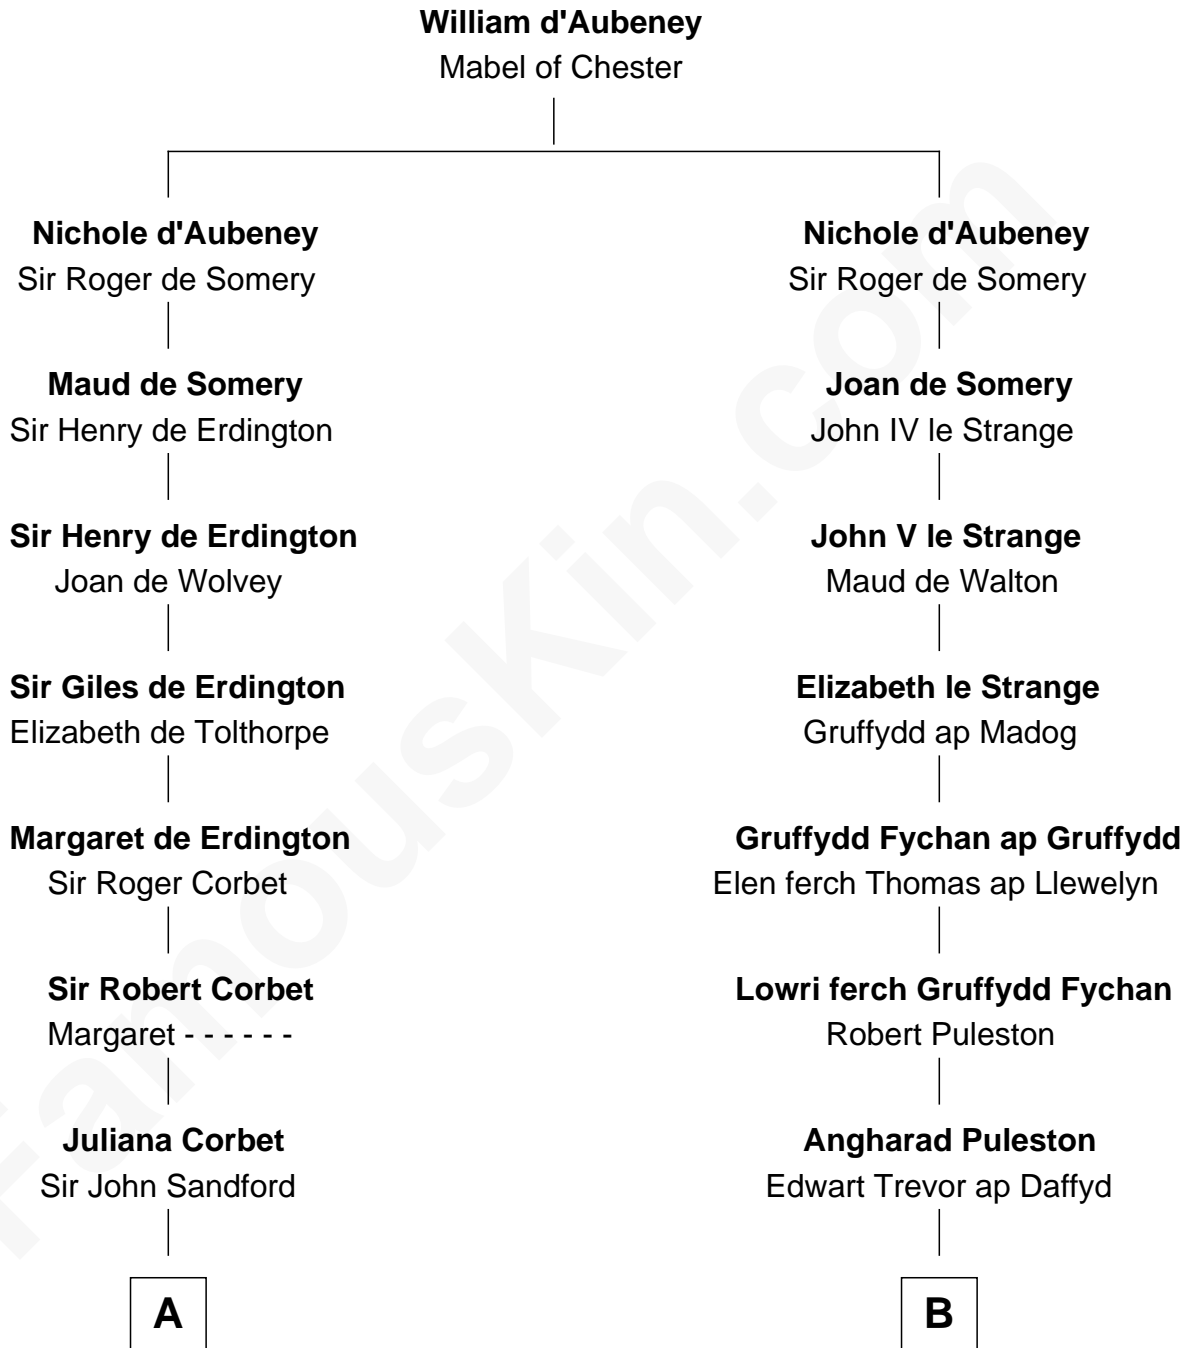 William d'Aubeney
Mabel of Chester
Nichole d'Aubeney
Sir Roger de Somery
Nichole d'Aubeney
Sir Roger de Somery
Maud de Somery
Sir Henry de Erdington
Joan de Somery
John IV le Strange
Sir Henry de Erdington
Joan de Wolvey
John V le Strange
Maud de Walton
Sir Giles de Erdington
Elizabeth de Tolthorpe
Elizabeth le Strange
Gruffydd ap Madog
Margaret de Erdington
Sir Roger Corbet
Gruffydd Fychan ap Gruffydd
Elen ferch Thomas ap Llewelyn
Sir Robert Corbet
Margaret - - - - - -
Lowri ferch Gruffydd Fychan
Robert Puleston
Juliana Corbet
Sir John Sandford
Angharad Puleston
Edwart Trevor ap Daffyd
A
B
FamousKin.com